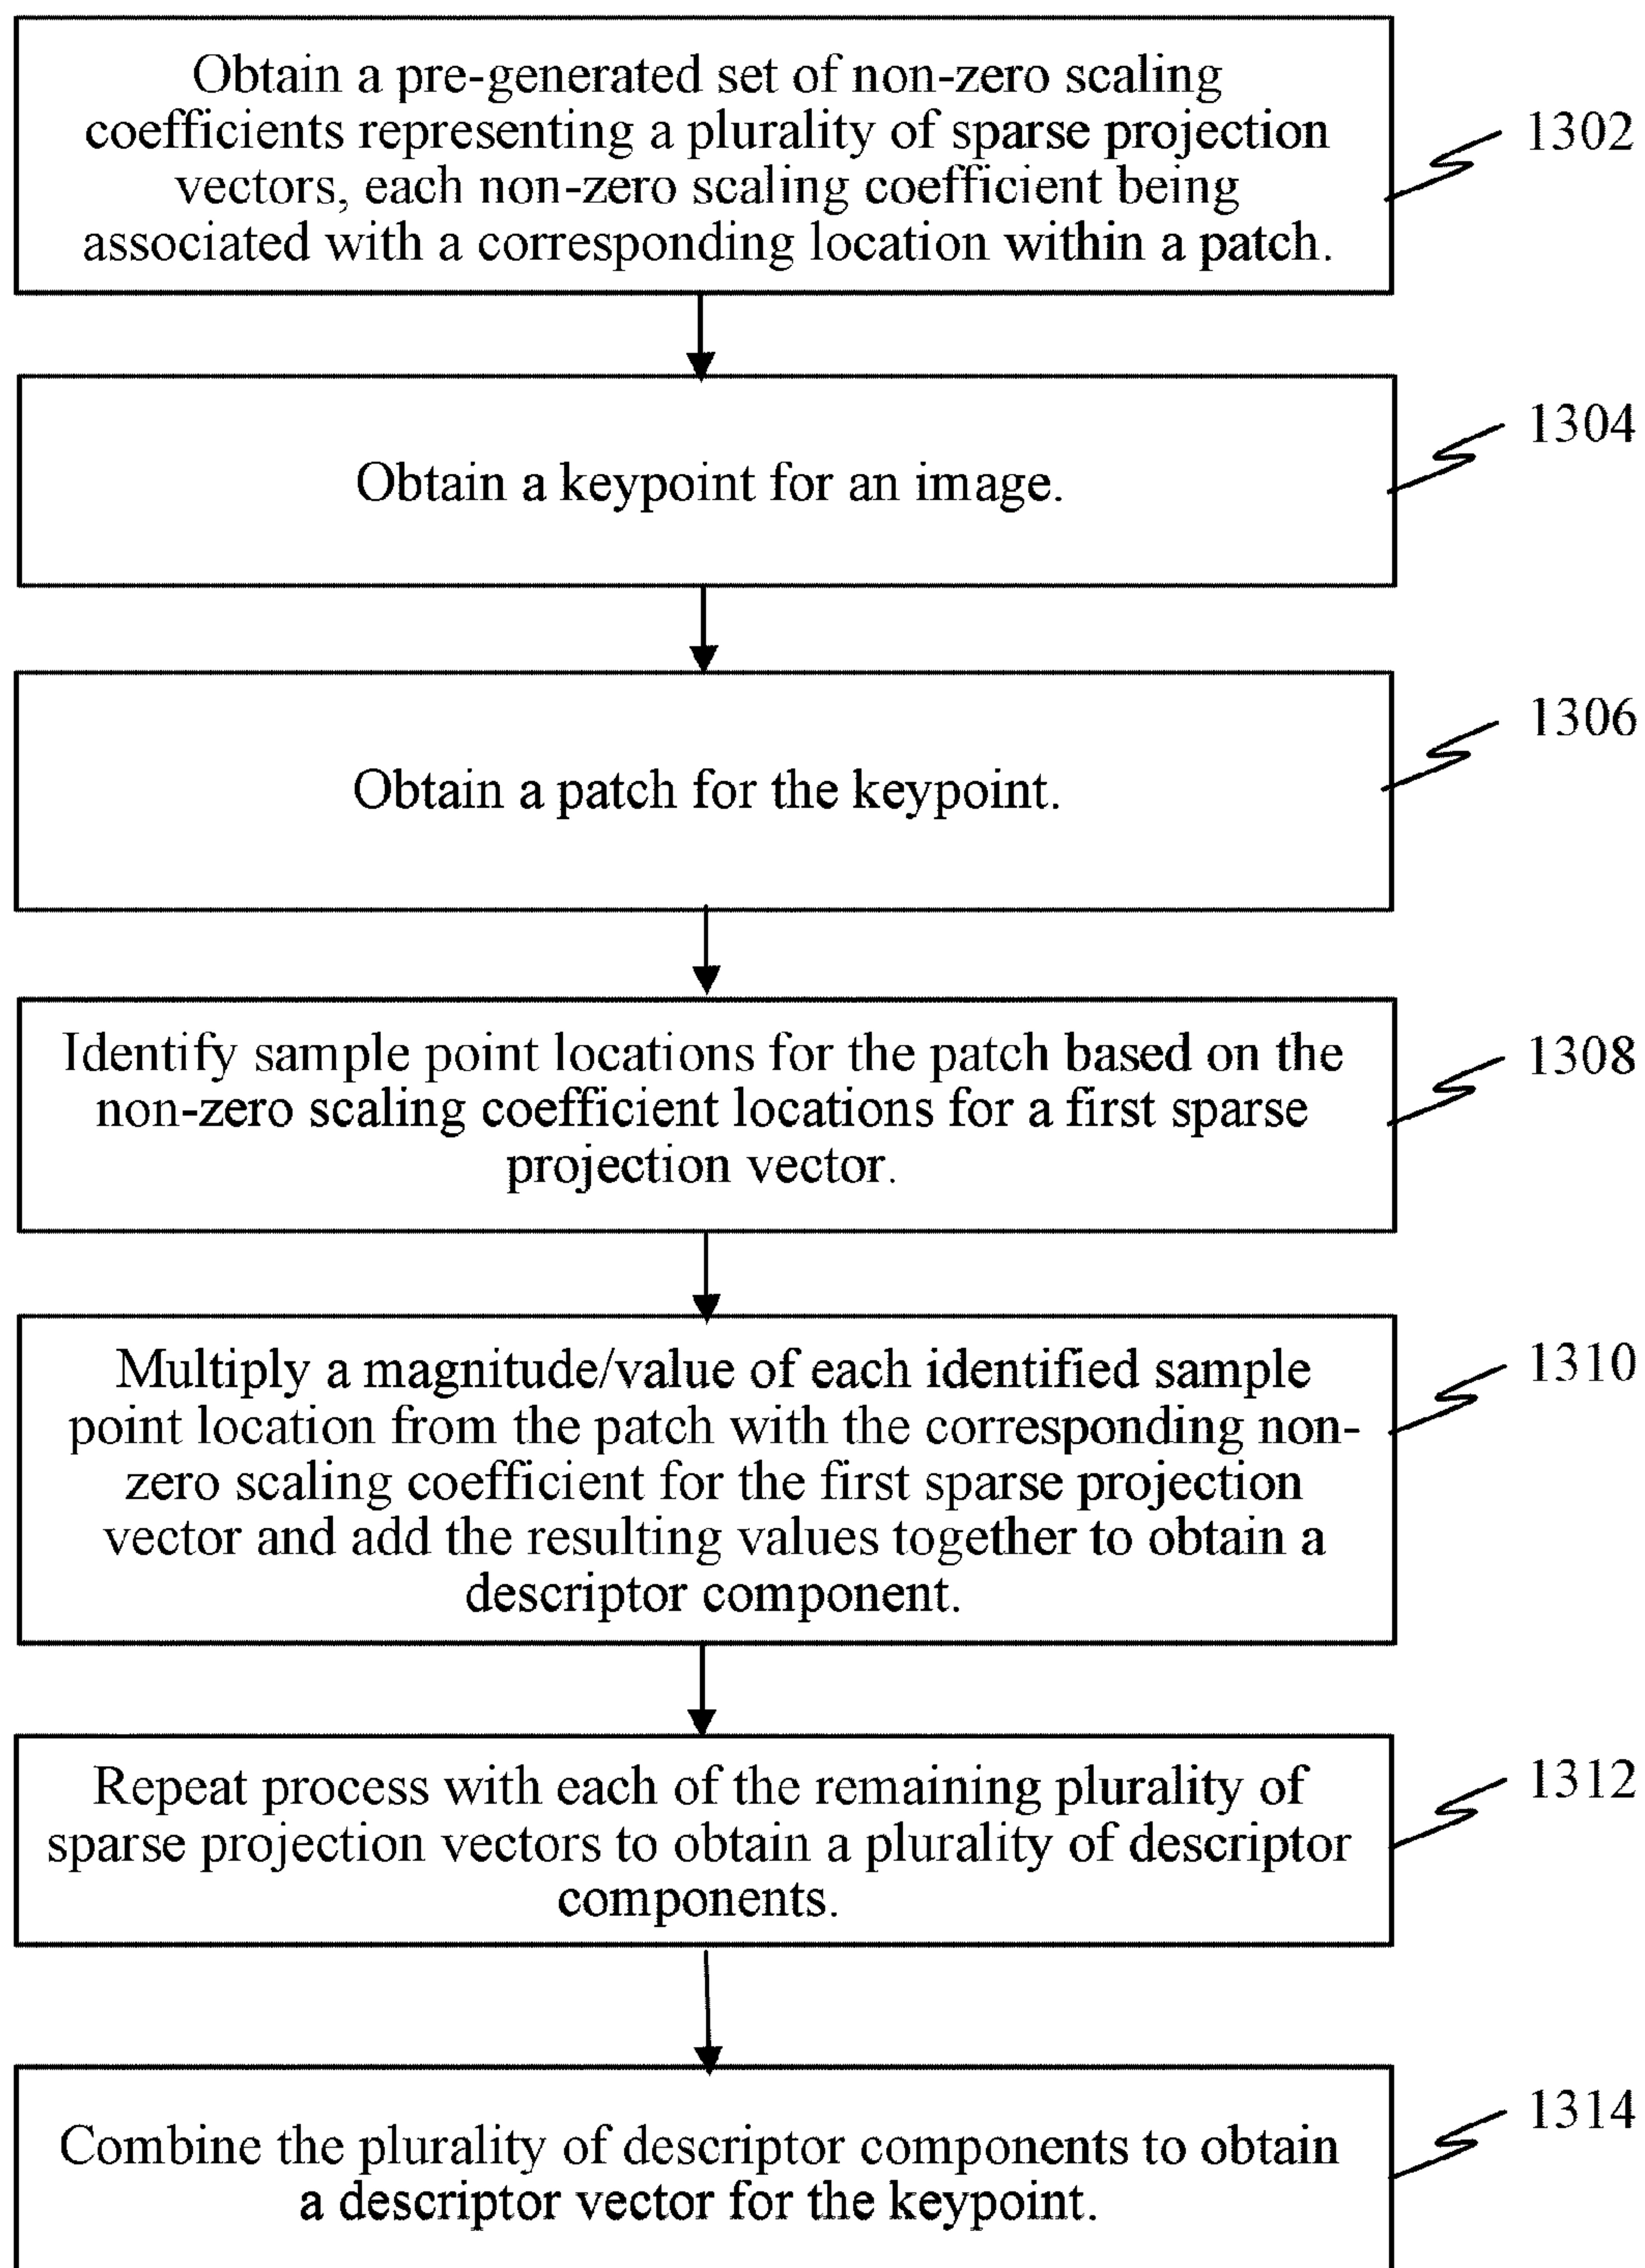 Obtain a pre-generated set of non-zero scaling
coefficients representing a plurality of sparse projection
vectors, each non-zero scaling coefficient being
associated with a corresponding location within a patch.
1302
Obtain a keypoint for an image.
1304
Obtain a patch for the keypoint.
1306
Identify sample point locations for the patch based on the
non-zero scaling coefficient locations for a first sparse
projection vector.
1308
Multiply a magnitude/value of each identified sample
point location from the patch with the corresponding non-
zero scaling coefficient for the first sparse projection
vector and add the resulting values together to obtain a
descriptor component.
1310
Repeat process with each of the remaining plurality of
sparse projection vectors to obtain a plurality of descriptor
components.
1312
Combine the plurality of descriptor components to obtain
a descriptor vector for the keypoint.
1314